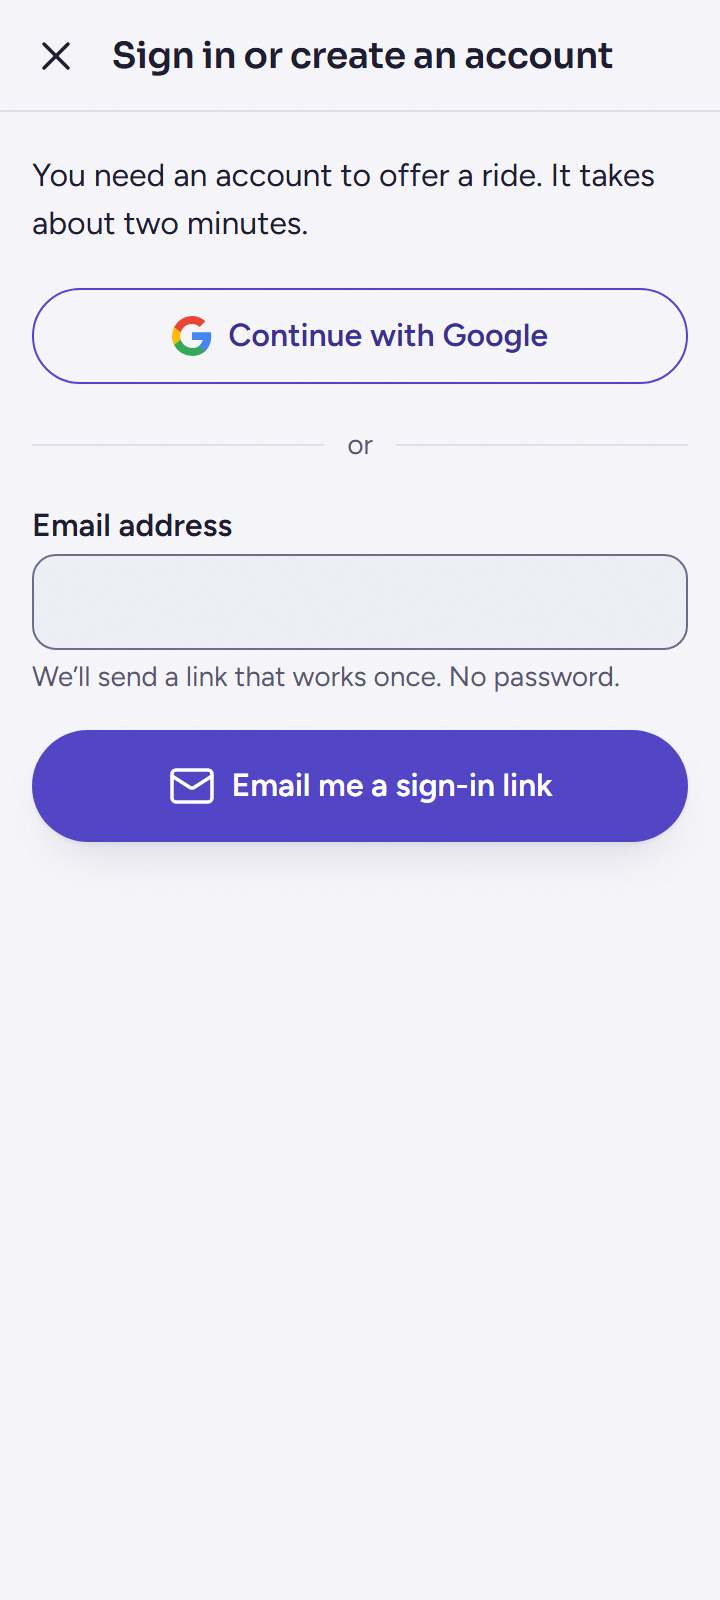 Sign in or create an account
You need an account to offer a ride. It takes
about two minutes.
Continue with Google
or
Email address
We’ll send a link that works once. No password.
Email me a sign-in link